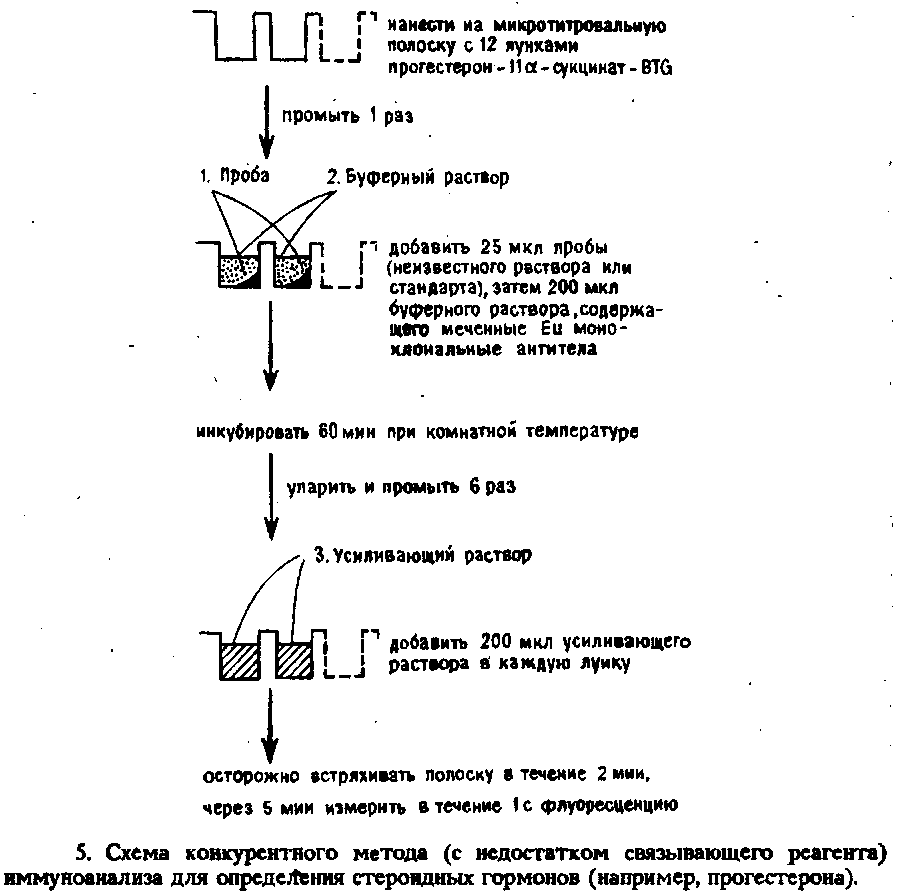 нанести на микротитровальную
полоску с 12 лунками
прогестерон-11α-сукцинат-BTG
промыть 1 раз
1. Проба
2. Буферный раствор
добавить 25 мкл пробы
(неизвестного раствора или
стандарта), затем 200 мкл
буферного раствора, содержа-
щего меченные Eu моно-
клональные антитела
инкубировать 60 мин при комнатной температуре
упарить и промыть 6 раз
3. Усиливающий раствор
добавить 200 мкл усиливающего
раствора в каждую лунку
осторожно встряхивать полоску в течение 2 мин,
через 5 мин измерить в течение 1 с флуоресценцию
5. Схема конкурентного метода (с недостатком связывающего реагента)
иммуноанализа для определения стероидных гормонов (например, прогестерона).